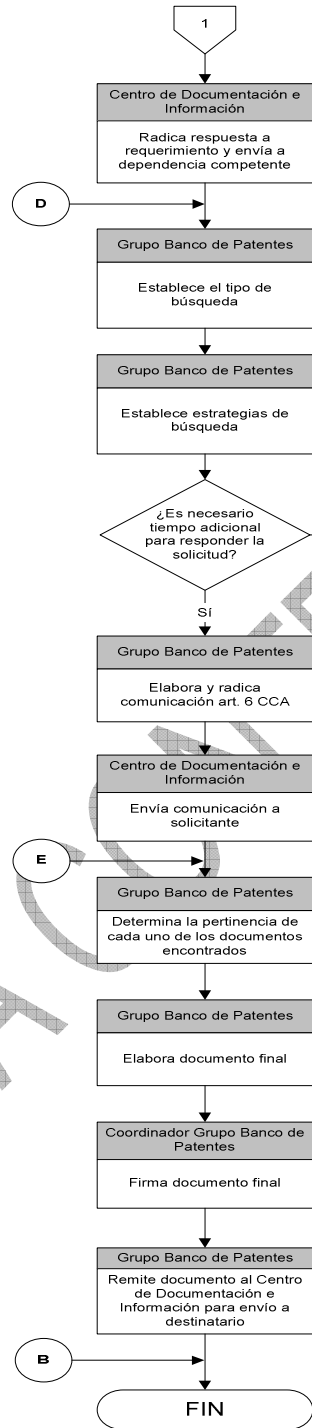 1
Centro de Documentación e
Información
Radica respuesta a
requerimiento y envía a
dependencia competente
D
Grupo Banco de Patentes
Establece el tipo de
búsqueda
Grupo Banco de Patentes
Establece estrategias de
búsqueda
¿Es necesario
tiempo adicional
para responder la
solicitud?
Sí
Grupo Banco de Patentes
Elabora y radica
comunicación art. 6 CCA
Centro de Documentación e
Información
Envía comunicación a
solicitante
E
Grupo Banco de Patentes
Determina la pertinencia de
cada uno de los documentos
encontrados
Grupo Banco de Patentes
Elabora documento final
Coordinador Grupo Banco de
Patentes
Firma documento final
Grupo Banco de Patentes
Remite documento al Centro
de Documentación e
Información para envío a
destinatario
B
FIN